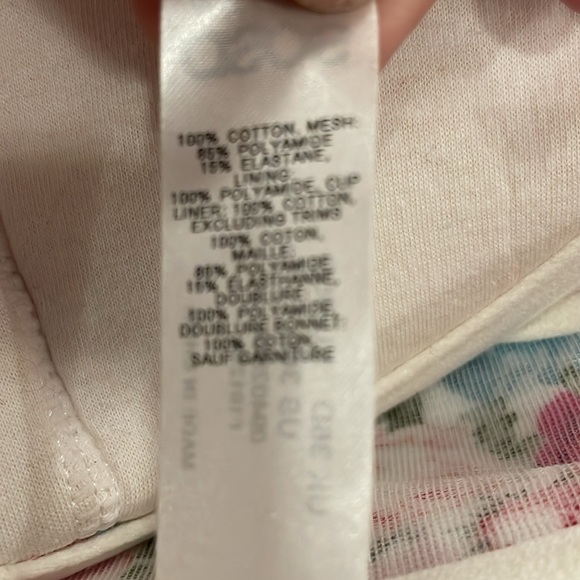 100% COTTON, MESH:
85% POLYAMIDE
15% ELASTANE,
LINING:
100% POLYAMIDE, CUP
LINER: 100% COTTON,
EXCLUDING TRIMS
100% COTON,
MAILLE:
85% POLYAMIDE
15% ELASTHANNE,
DOUBLURE:
100% POLYAMIDE,
DOUBLURE BONNET:
100% COTON,
SAUF GARNITURE